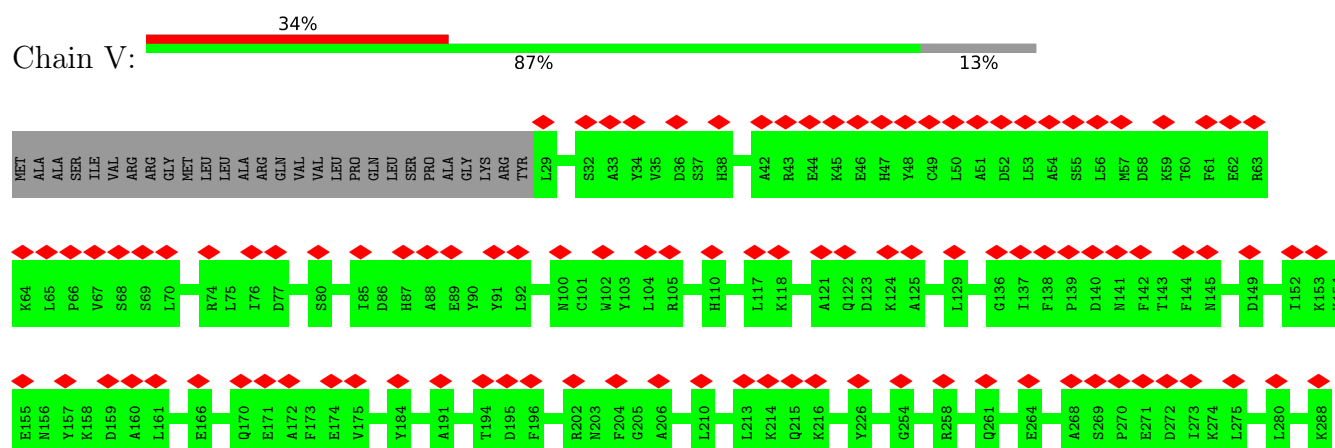 34%
Chain V:
87% 13%
MET ALA ALA SER ILE VAL ARG ARG GLY MET LEU LEU ALA ARG GLN VAL VAL LEU PRO GLN LEU SER PRO ALA GLY LYS ARG TYR L29 S32 A33 Y34 V35 D36 S37 H38 A42 R43 E44 K45 E46 H47 Y48 C49 L50 A51 D52 L53 A54 S55 L56 M57 D58 K59 T60 F61 E62 R63
K64 L65 P66 V67 S68 S69 L70 R74 L75 I76 D77 S80 I85 D86 H87 A88 E89 Y90 Y91 L92 N100 C101 W102 Y103 L104 R105 H110 L117 K118 A121 Q122 D123 K124 A125 L129 G136 I137 F138 P139 D140 N141 F142 T143 F144 N145 D149 I152 K153
E155 N156 Y157 K158 D159 A160 L161 E166 Q170 E171 A172 F173 E174 V175 Y184 A191 T194 D195 F196 R202 N203 F204 G205 A206 L210 L213 K214 Q215 K216 Y226 G254 R258 Q261 E264 A268 S269 P270 E271 D272 I273 K274 L275 L280 K288